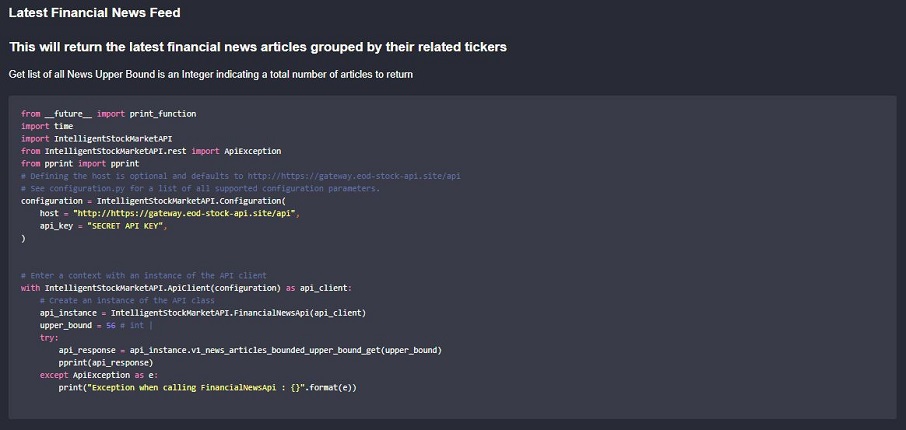 Latest Financial News Feed
This will return the latest financial news articles grouped by their related tickers
Get list of all News Upper Bound is an Integer indicating a total number of articles to return
from __future__ import print_function
import time
import IntelligentStockMarketAPI
from IntelligentStockMarketAPI.rest import ApiException
from pprint import pprint
# Defining the host is optional and defaults to http://https://gateway.eod-stock-api.site/api
# See configuration.py for a list of all supported configuration parameters.
configuration = IntelligentStockMarketAPI.Configuration(
    host = "http://https://gateway.eod-stock-api.site/api",
    api_key = "SECRET API KEY",
)
# Enter a context with an instance of the API client
with IntelligentStockMarketAPI.ApiClient(configuration) as api_client:
    # Create an instance of the API class
    api_instance = IntelligentStockMarketAPI.FinancialNewsApi(api_client)
    upper_bound = 56 # int |
    try:
        api_response = api_instance.v1_news_articles_bounded_upper_bound_get(upper_bound)
        pprint(api_response)
    except ApiException as e:
        print("Exception when calling FinancialNewsApi : {}".format(e))